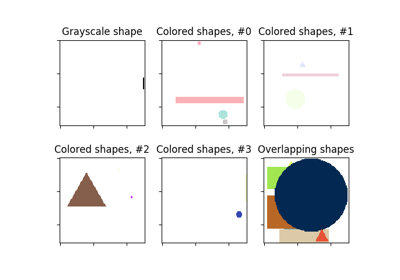 Grayscale shape
Colored shapes, #0
Colored shapes, #1
Colored shapes, #2
Colored shapes, #3
Overlapping shapes